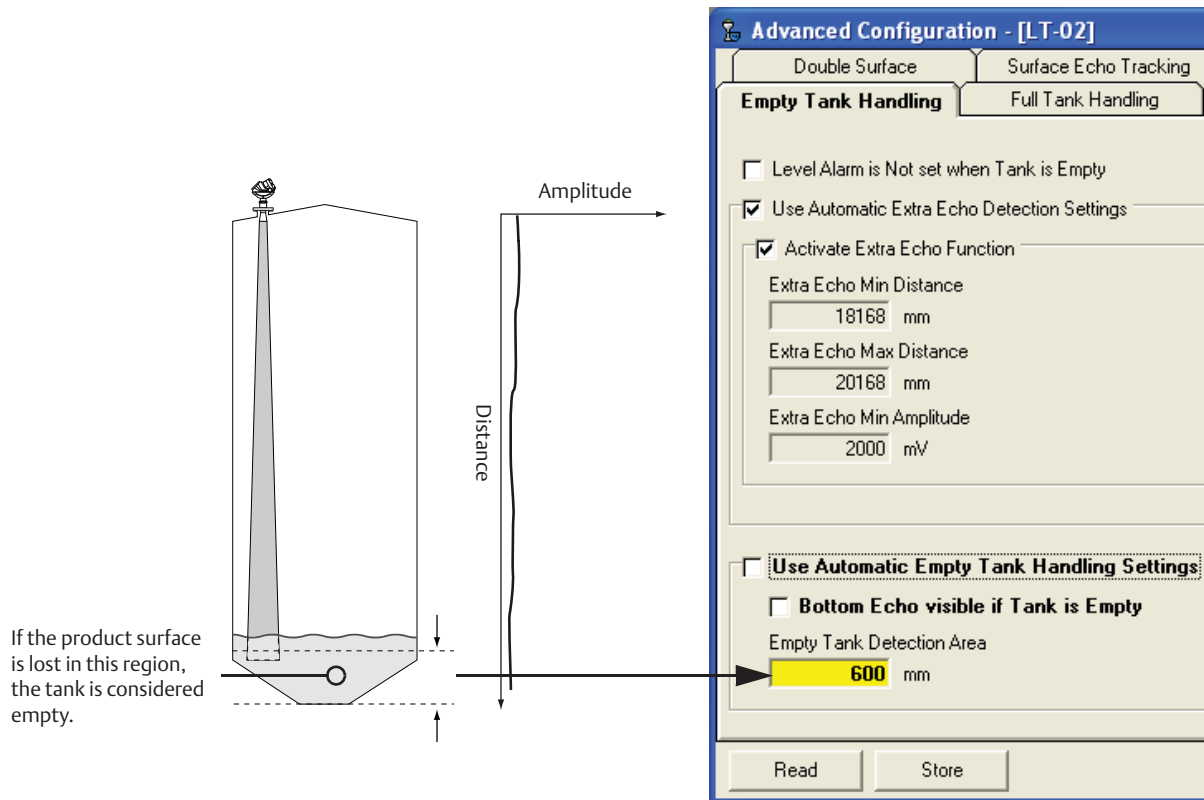 Amplitude
Distance
If the product surface
is lost in this region,
the tank is considered
empty.
Advanced Configuration - [LT-02]
Double Surface
Surface Echo Tracking
Empty Tank Handling
Full Tank Handling
Level Alarm is Not set when Tank is Empty
Use Automatic Extra Echo Detection Settings
Activate Extra Echo Function
Extra Echo Min Distance
18168 mm
Extra Echo Max Distance
20168 mm
Extra Echo Min Amplitude
2000 mV
Use Automatic Empty Tank Handling Settings
Bottom Echo visible if Tank is Empty
Empty Tank Detection Area
600 mm
Read
Store